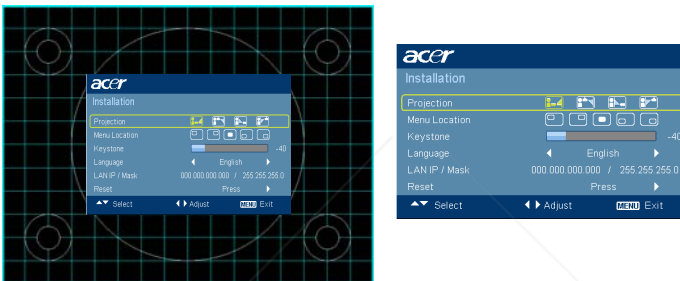 acer
Installation
Projection
Menu Location
Keystone -40
Language English
LAN IP / Mask 000.000.000.000 / 255.255.255.0
Reset Press
Select Adjust MENU Exit
acer
Installation
Projection
Menu Location
Keystone -40
Language English
LAN IP / Mask 000.000.000.000 / 255.255.255.0
Reset Press
Select Adjust MENU Exit